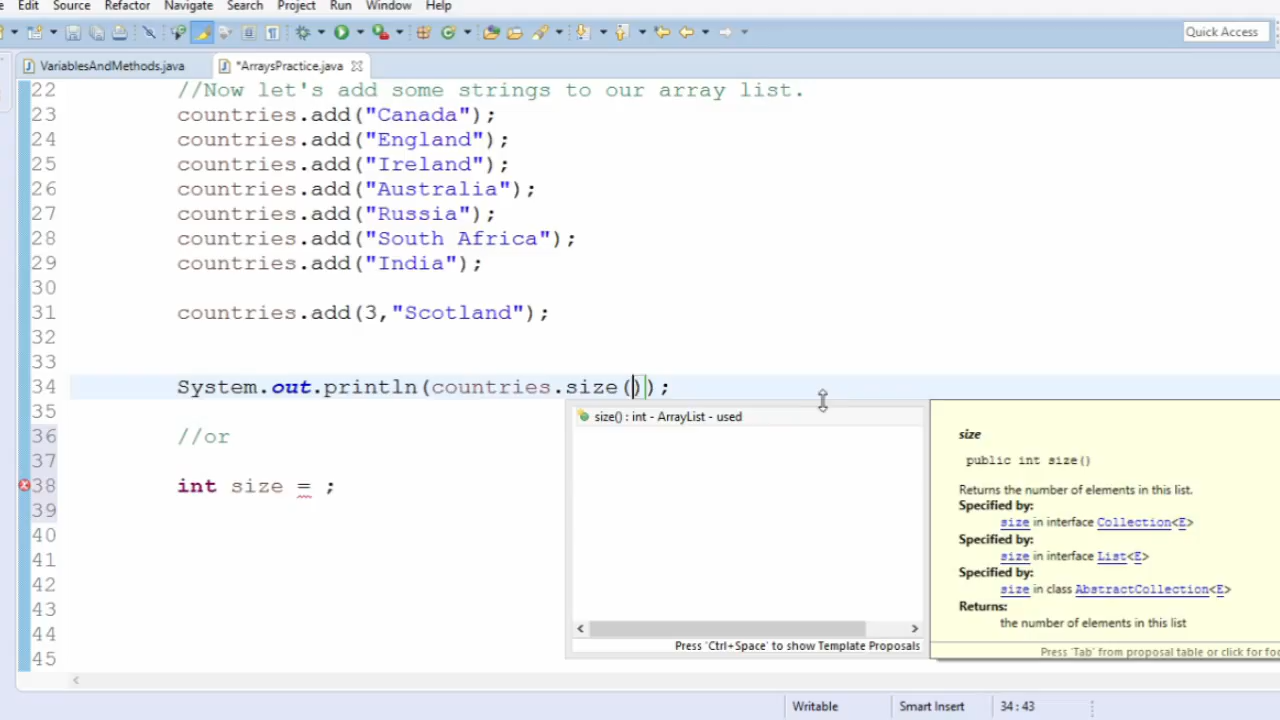 Edit Source Refactor Navigate Search Project Run Window Help
Quick Access
VariablesAndMethods.java *ArraysPractice.java
22 //Now let's add some strings to our array list.
23 countries.add("Canada");
24 countries.add("England");
25 countries.add("Ireland");
26 countries.add("Australia");
27 countries.add("Russia");
28 countries.add("South Africa");
29 countries.add("India");
30
31 countries.add(3,"Scotland");
32
33
34 System.out.println(countries.size());
35
36 //or
37
38 int size = ;
39
40
41
42
43
44
45
size() : int - ArrayList - used
Press 'Ctrl+Space' to show Template Proposals
size
public int size()
Returns the number of elements in this list.
Specified by:
size in interface Collection<E>
Specified by:
size in interface List<E>
Specified by:
size in class AbstractCollection<E>
Returns:
the number of elements in this list
Press 'Tab' from proposal table or click for
Writable Smart Insert 34 : 43